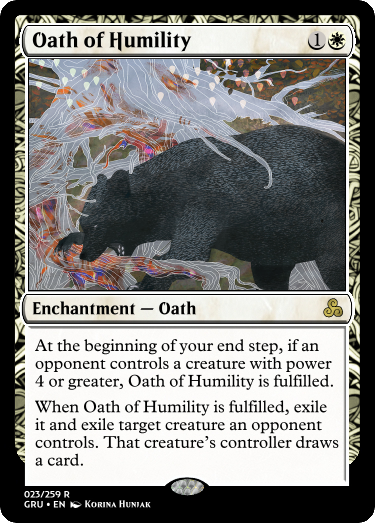 Oath of Humility 1
Enchantment — Oath
At the beginning of your end step, if an
opponent controls a creature with power
4 or greater, Oath of Humility is fulfilled.
When Oath of Humility is fulfilled, exile
it and exile target creature an opponent
controls. That creature's controller draws
a card.
023/259 R
GRU • EN Korina Hunjak